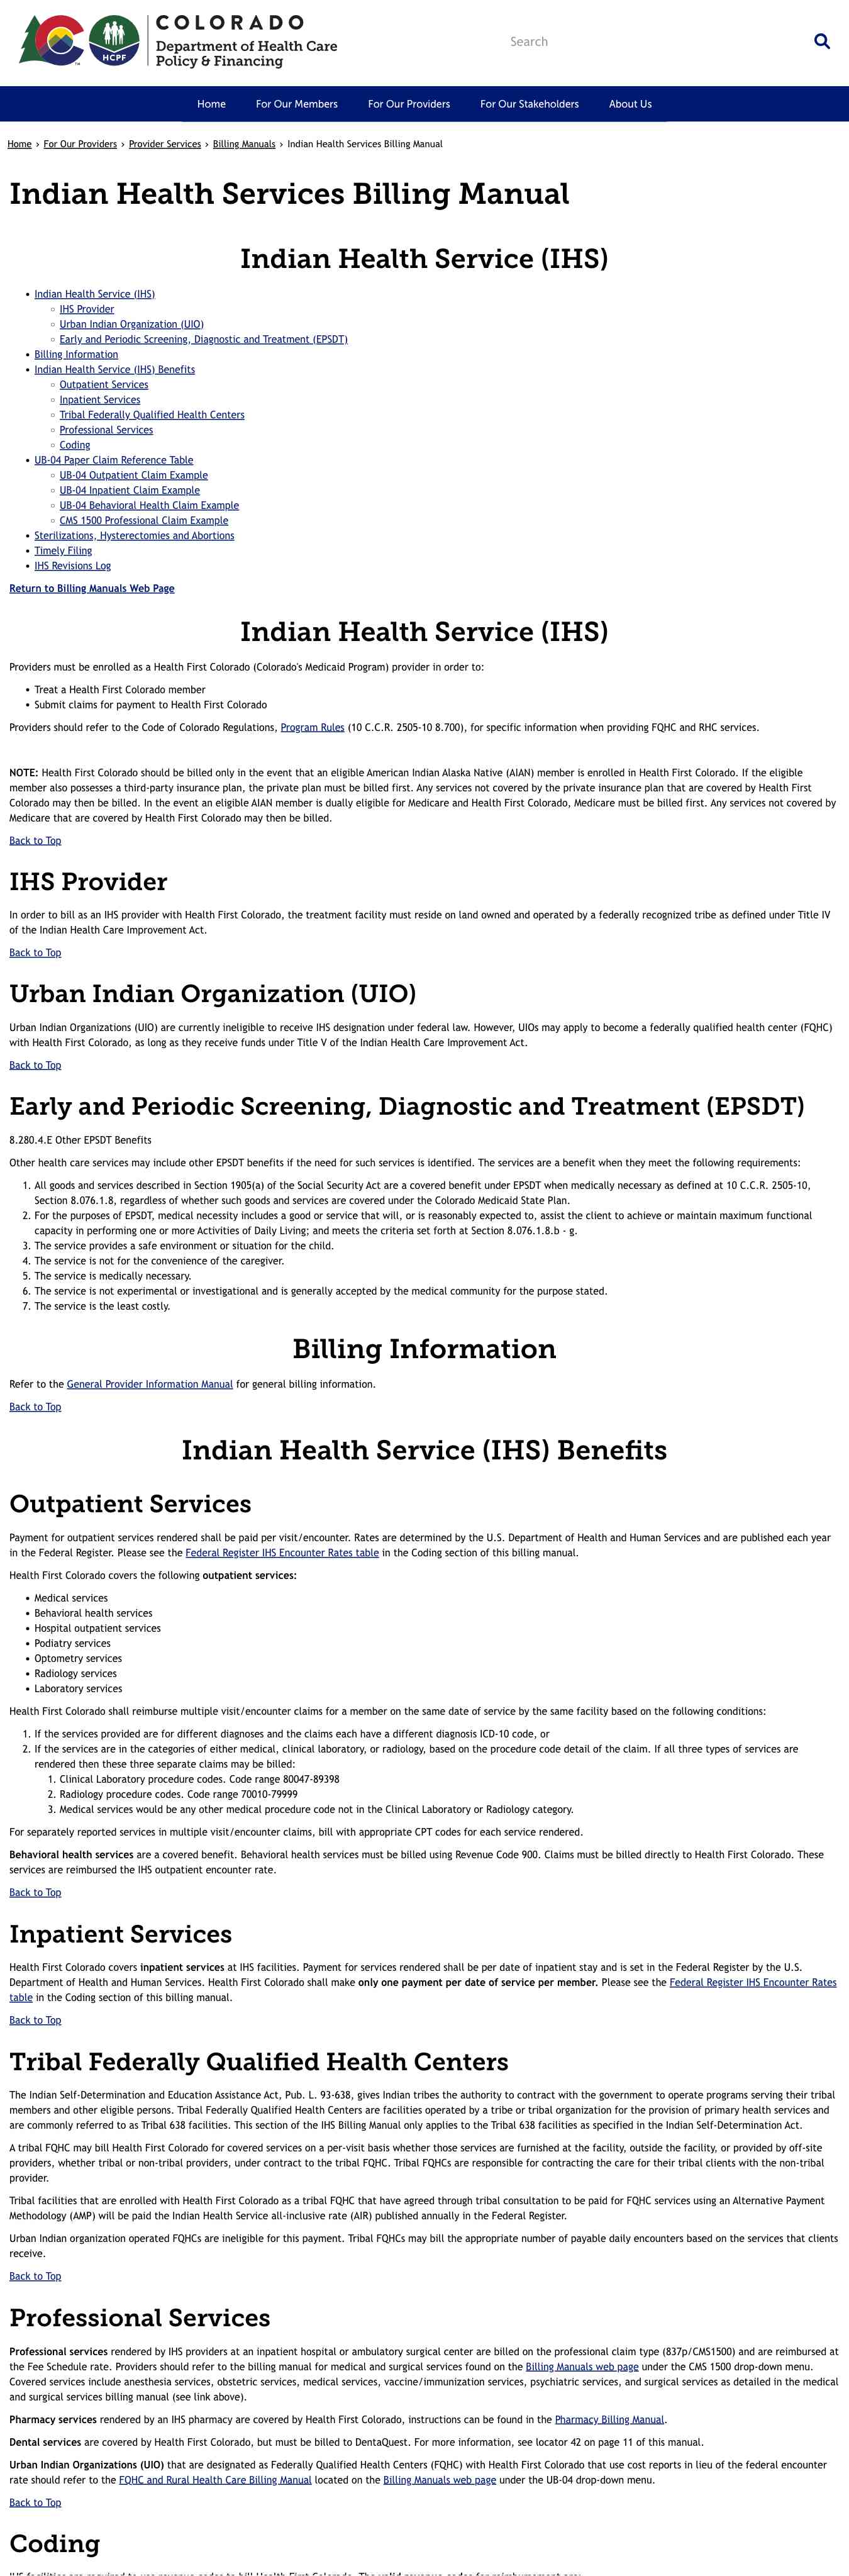 COLORADO
Department of Health Care
Policy & Financing
HCPF
TM
Search
Home
For Our Members
For Our Providers
For Our Stakeholders
About Us
Home › For Our Providers › Provider Services › Billing Manuals › Indian Health Services Billing Manual
Indian Health Services Billing Manual
Indian Health Service (IHS)
• Indian Health Service (IHS)
○ IHS Provider
○ Urban Indian Organization (UIO)
○ Early and Periodic Screening, Diagnostic and Treatment (EPSDT)
• Billing Information
• Indian Health Service (IHS) Benefits
○ Outpatient Services
○ Inpatient Services
○ Tribal Federally Qualified Health Centers
○ Professional Services
○ Coding
• UB-04 Paper Claim Reference Table
○ UB-04 Outpatient Claim Example
○ UB-04 Inpatient Claim Example
○ UB-04 Behavioral Health Claim Example
○ CMS 1500 Professional Claim Example
• Sterilizations, Hysterectomies and Abortions
• Timely Filing
• IHS Revisions Log
Return to Billing Manuals Web Page
Indian Health Service (IHS)
Providers must be enrolled as a Health First Colorado (Colorado's Medicaid Program) provider in order to:
• Treat a Health First Colorado member
• Submit claims for payment to Health First Colorado
Providers should refer to the Code of Colorado Regulations, Program Rules (10 C.C.R. 2505-10 8.700), for specific information when providing FQHC and RHC services.
NOTE: Health First Colorado should be billed only in the event that an eligible American Indian Alaska Native (AIAN) member is enrolled in Health First Colorado. If the eligible
member also possesses a third-party insurance plan, the private plan must be billed first. Any services not covered by the private insurance plan that are covered by Health First
Colorado may then be billed. In the event an eligible AIAN member is dually eligible for Medicare and Health First Colorado, Medicare must be billed first. Any services not covered by
Medicare that are covered by Health First Colorado may then be billed.
Back to Top
IHS Provider
In order to bill as an IHS provider with Health First Colorado, the treatment facility must reside on land owned and operated by a federally recognized tribe as defined under Title IV
of the Indian Health Care Improvement Act.
Back to Top
Urban Indian Organization (UIO)
Urban Indian Organizations (UIO) are currently ineligible to receive IHS designation under federal law. However, UIOs may apply to become a federally qualified health center (FQHC)
with Health First Colorado, as long as they receive funds under Title V of the Indian Health Care Improvement Act.
Back to Top
Early and Periodic Screening, Diagnostic and Treatment (EPSDT)
8.280.4.E Other EPSDT Benefits
Other health care services may include other EPSDT benefits if the need for such services is identified. The services are a benefit when they meet the following requirements:
1. All goods and services described in Section 1905(a) of the Social Security Act are a covered benefit under EPSDT when medically necessary as defined at 10 C.C.R. 2505-10,
Section 8.076.1.8, regardless of whether such goods and services are covered under the Colorado Medicaid State Plan.
2. For the purposes of EPSDT, medical necessity includes a good or service that will, or is reasonably expected to, assist the client to achieve or maintain maximum functional
capacity in performing one or more Activities of Daily Living; and meets the criteria set forth at Section 8.076.1.8.b - g.
3. The service provides a safe environment or situation for the child.
4. The service is not for the convenience of the caregiver.
5. The service is medically necessary.
6. The service is not experimental or investigational and is generally accepted by the medical community for the purpose stated.
7. The service is the least costly.
Billing Information
Refer to the General Provider Information Manual for general billing information.
Back to Top
Indian Health Service (IHS) Benefits
Outpatient Services
Payment for outpatient services rendered shall be paid per visit/encounter. Rates are determined by the U.S. Department of Health and Human Services and are published each year
in the Federal Register. Please see the Federal Register IHS Encounter Rates table in the Coding section of this billing manual.
Health First Colorado covers the following outpatient services:
• Medical services
• Behavioral health services
• Hospital outpatient services
• Podiatry services
• Optometry services
• Radiology services
• Laboratory services
Health First Colorado shall reimburse multiple visit/encounter claims for a member on the same date of service by the same facility based on the following conditions:
1. If the services provided are for different diagnoses and the claims each have a different diagnosis ICD-10 code, or
2. If the services are in the categories of either medical, clinical laboratory, or radiology, based on the procedure code detail of the claim. If all three types of services are
rendered then these three separate claims may be billed:
1. Clinical Laboratory procedure codes. Code range 80047-89398
2. Radiology procedure codes. Code range 70010-79999
3. Medical services would be any other medical procedure code not in the Clinical Laboratory or Radiology category.
For separately reported services in multiple visit/encounter claims, bill with appropriate CPT codes for each service rendered.
Behavioral health services are a covered benefit. Behavioral health services must be billed using Revenue Code 900. Claims must be billed directly to Health First Colorado. These
services are reimbursed the IHS outpatient encounter rate.
Back to Top
Inpatient Services
Health First Colorado covers inpatient services at IHS facilities. Payment for services rendered shall be per date of inpatient stay and is set in the Federal Register by the U.S.
Department of Health and Human Services. Health First Colorado shall make only one payment per date of service per member. Please see the Federal Register IHS Encounter Rates
table in the Coding section of this billing manual.
Back to Top
Tribal Federally Qualified Health Centers
The Indian Self-Determination and Education Assistance Act, Pub. L. 93-638, gives Indian tribes the authority to contract with the government to operate programs serving their tribal
members and other eligible persons. Tribal Federally Qualified Health Centers are facilities operated by a tribe or tribal organization for the provision of primary health services and
are commonly referred to as Tribal 638 facilities. This section of the IHS Billing Manual only applies to the Tribal 638 facilities as specified in the Indian Self-Determination Act.
A tribal FQHC may bill Health First Colorado for covered services on a per-visit basis whether those services are furnished at the facility, outside the facility, or provided by off-site
providers, whether tribal or non-tribal providers, under contract to the tribal FQHC. Tribal FQHCs are responsible for contracting the care for their tribal clients with the non-tribal
provider.
Tribal facilities that are enrolled with Health First Colorado as a tribal FQHC that have agreed through tribal consultation to be paid for FQHC services using an Alternative Payment
Methodology (AMP) will be paid the Indian Health Service all-inclusive rate (AIR) published annually in the Federal Register.
Urban Indian organization operated FQHCs are ineligible for this payment. Tribal FQHCs may bill the appropriate number of payable daily encounters based on the services that clients
receive.
Back to Top
Professional Services
Professional services rendered by IHS providers at an inpatient hospital or ambulatory surgical center are billed on the professional claim type (837p/CMS1500) and are reimbursed at
the Fee Schedule rate. Providers should refer to the billing manual for medical and surgical services found on the Billing Manuals web page under the CMS 1500 drop-down menu.
Covered services include anesthesia services, obstetric services, medical services, vaccine/immunization services, psychiatric services, and surgical services as detailed in the medical
and surgical services billing manual (see link above).
Pharmacy services rendered by an IHS pharmacy are covered by Health First Colorado, instructions can be found in the Pharmacy Billing Manual.
Dental services are covered by Health First Colorado, but must be billed to DentaQuest. For more information, see locator 42 on page 11 of this manual.
Urban Indian Organizations (UIO) that are designated as Federally Qualified Health Centers (FQHC) with Health First Colorado that use cost reports in lieu of the federal encounter
rate should refer to the FQHC and Rural Health Care Billing Manual located on the Billing Manuals web page under the UB-04 drop-down menu.
Back to Top
Coding